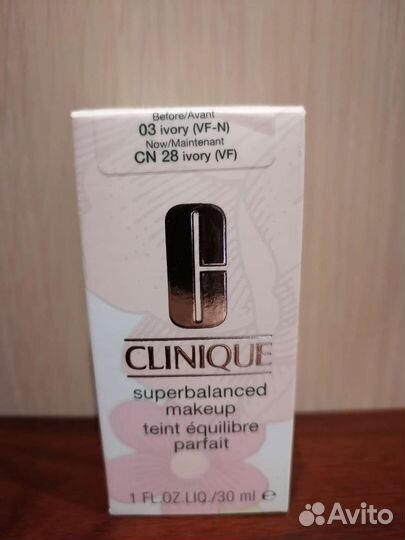 Before/Avant
03 ivory (VF-N)
Now/Maintenant
CN 28 ivory (VF)
CLINIQUE
superbalanced
makeup
teint équilibre
parfait
1 FL.OZ.LIQ./30 ml e
Avito